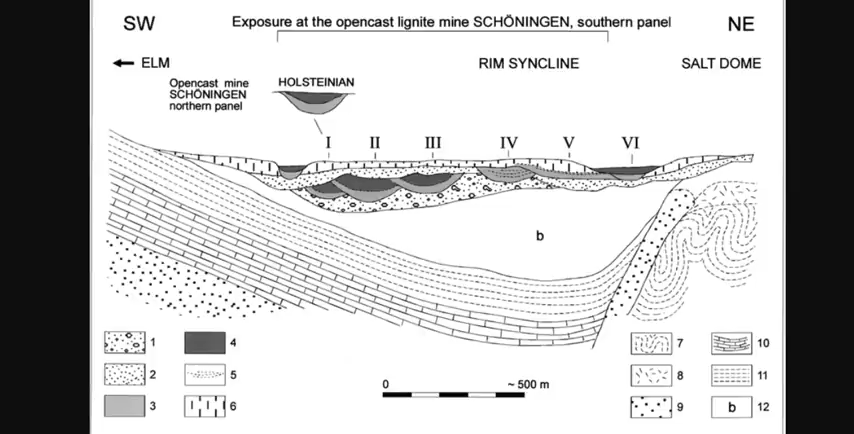 SW
Exposure at the opencast lignite mine SCHÖNINGEN, southern panel
NE
ELM
RIM SYNCLINE
SALT DOME
Opencast mine
SCHÖNINGEN
northern panel
HOLSTEINIAN
I II III IV V VI
b
1
2
3
4
5
6
0 ~ 500 m
7
8
9
10
11
b 12